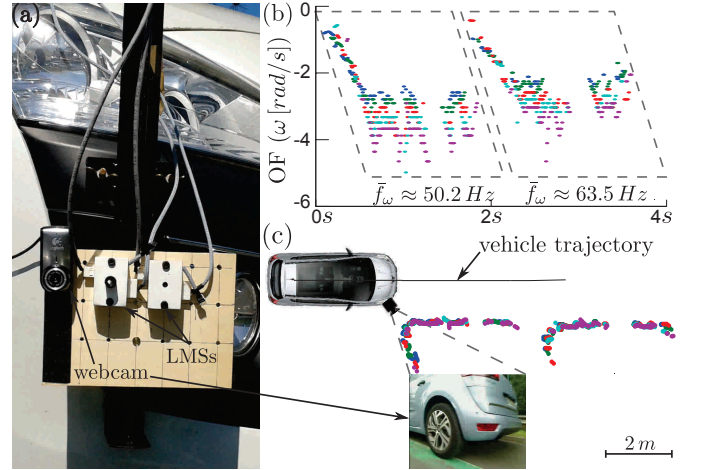 (a)
LMSs
webcam
(b)
OF (ω [rad/s])
0
-2
-4
-6
f̄ω ≈ 50.2 Hz
f̄ω ≈ 63.5 Hz
0s
2s
4s
(c)
vehicle trajectory
2 m